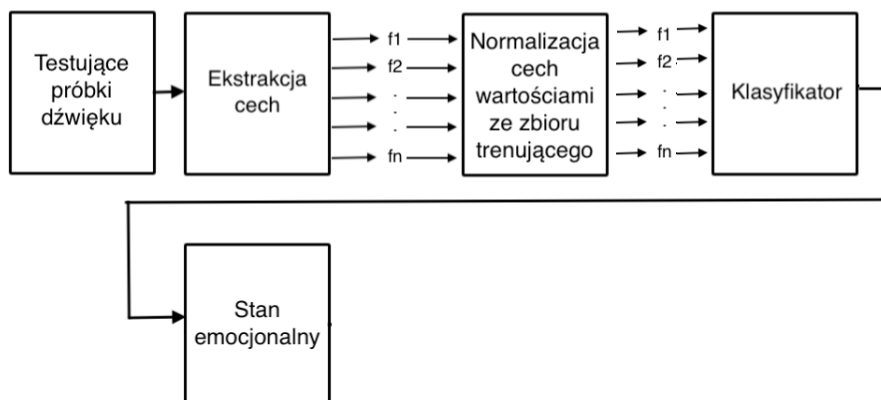 Testujące
próbki
dźwięku
Ekstrakcja
cech
f1
f2
.
.
.
fn
Normalizacja
cech
wartościami
ze zbioru
trenującego
f1
f2
.
.
.
fn
Klasyfikator
Stan
emocjonalny